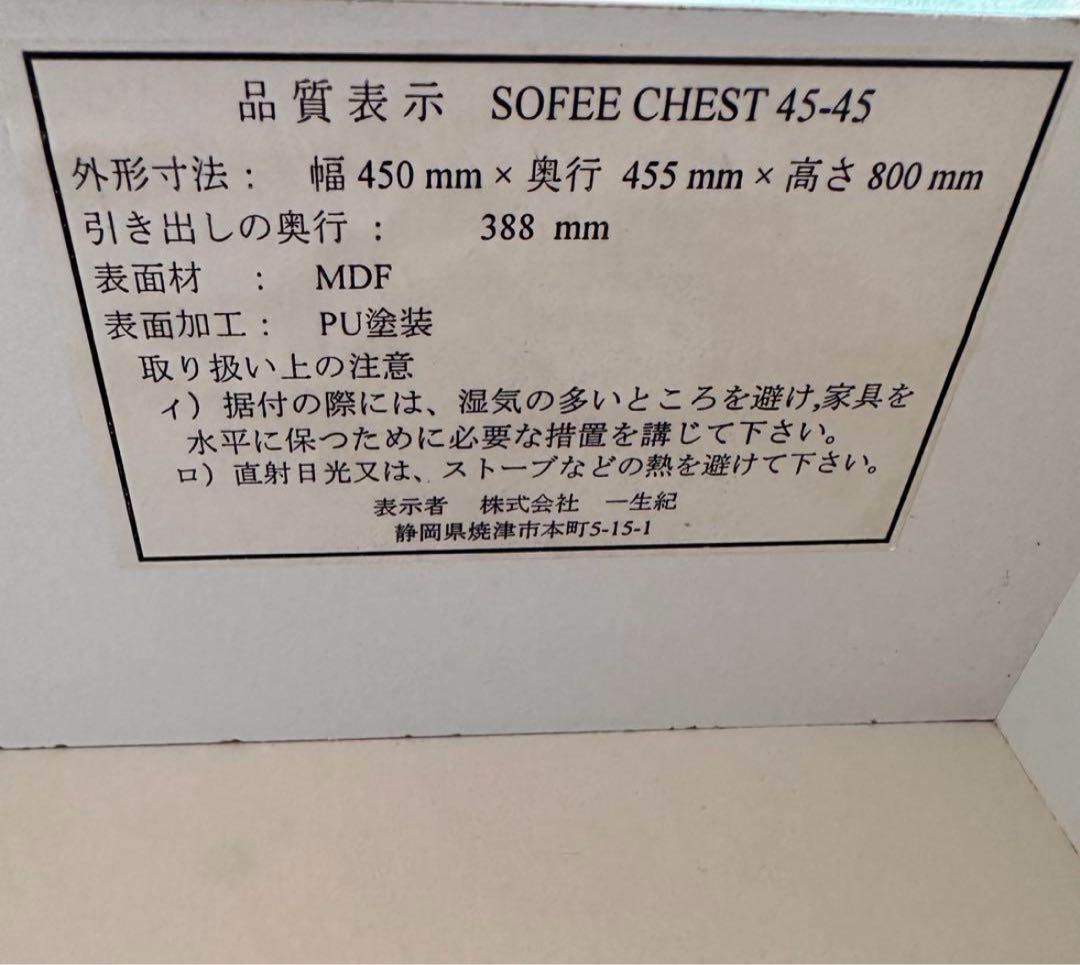 品質表示 SOFEE CHEST 45-45
外形寸法： 幅 450 mm × 奥行 455 mm × 高さ 800 mm
引き出しの奥行： 388 mm
表面材 ： MDF
表面加工： PU塗装
取り扱い上の注意
ィ）据付の際には、湿気の多いところを避け,家具を
水平に保つために必要な措置を講じて下さい。
ロ）直射日光又は、ストーブなどの熱を避けて下さい。
表示者 株式会社 一生紀
静岡県焼津市本町5-15-1